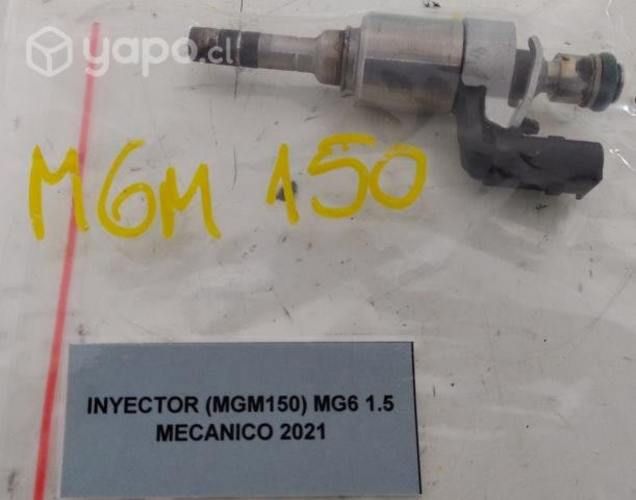 yapo.cl
MGM 150
INYECTOR (MGM150) MG6 1.5
MECANICO 2021